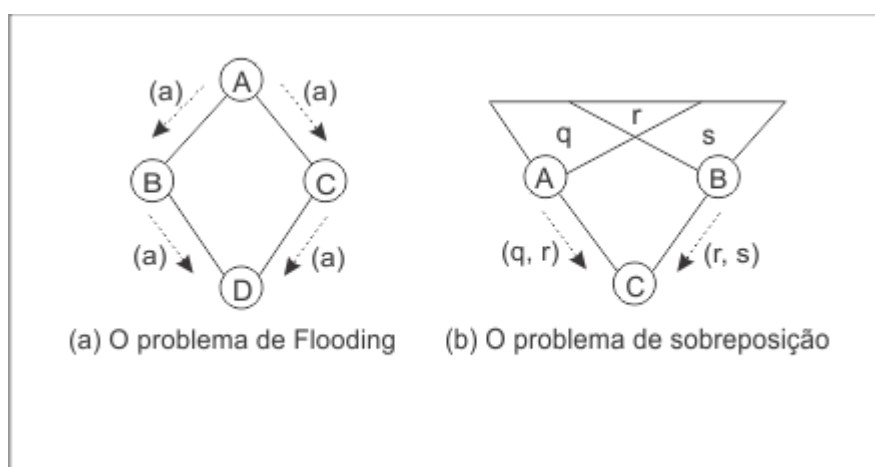 A
(a)
(a)
B
C
(a)
(a)
D
(a) O problema de Flooding
r
q
s
A
B
(q, r)
(r, s)
C
(b) O problema de sobreposição